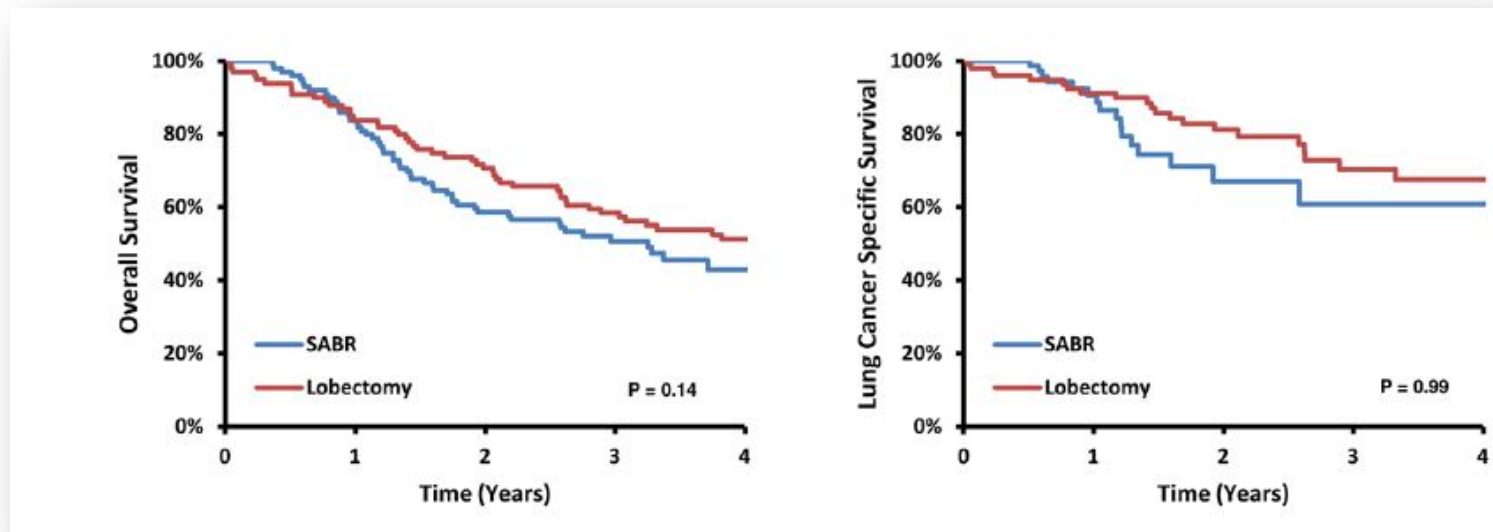 Overall Survival
100%
80%
60%
40%
20%
0%
SABR
Lobectomy
P = 0.14
0 1 2 3 4
Time (Years)
Lung Cancer Specific Survival
100%
80%
60%
40%
20%
0%
SABR
Lobectomy
P = 0.99
0 1 2 3 4
Time (Years)